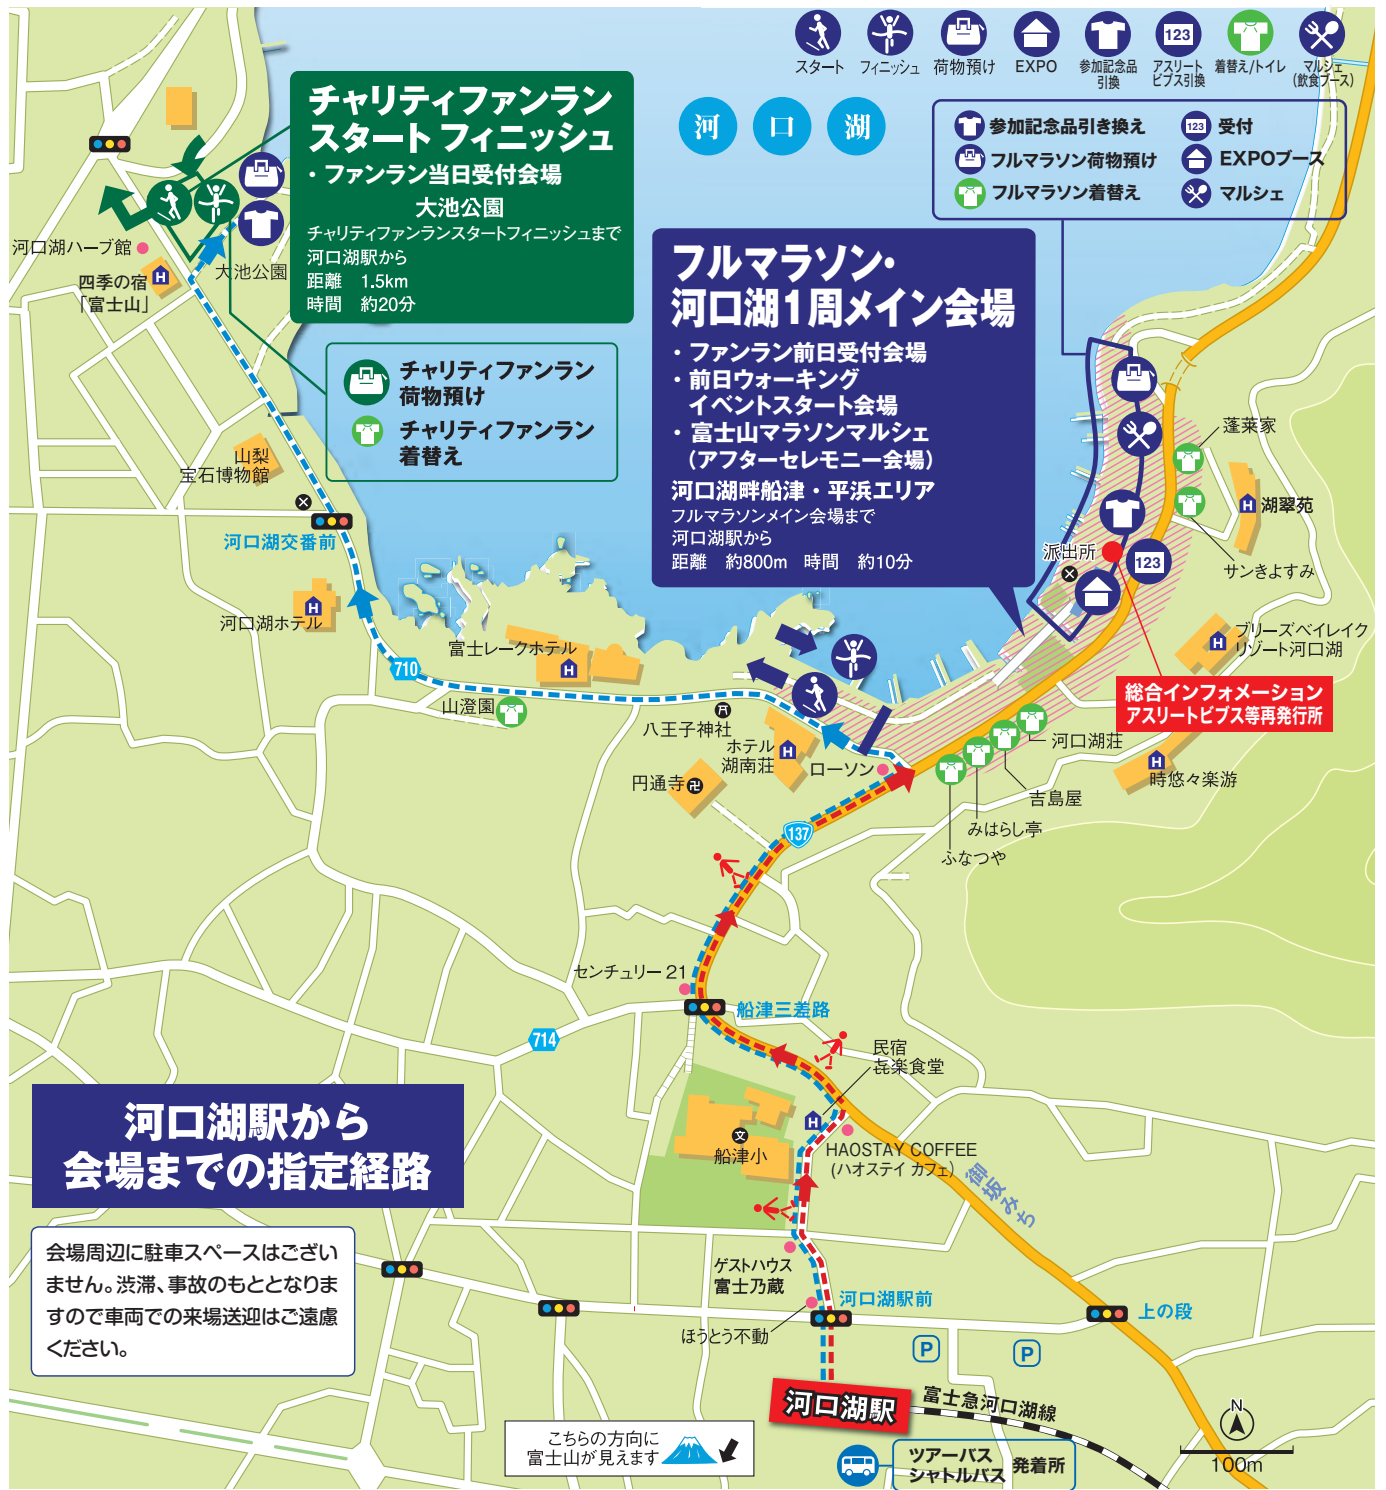 スタート
フィニッシュ
荷物預け
EXPO
参加記念品
引換
123
アスリート
ビブス引換
着替え/トイレ
マルシェ
(飲食ブース)
河口湖
参加記念品引き換え
123 受付
フルマラソン荷物預け
EXPOブース
フルマラソン着替え
マルシェ
チャリティファンラン
スタート フィニッシュ
・ファンラン当日受付会場
大池公園
チャリティファンランスタートフィニッシュまで
河口湖駅から
距離 1.5km
時間 約20分
チャリティファンラン
荷物預け
チャリティファンラン
着替え
フルマラソン・
河口湖1周メイン会場
・ファンラン前日受付会場
・前日ウォーキング
イベントスタート会場
・富士山マラソンマルシェ
(アフターセレモニー会場)
河口湖畔船津・平浜エリア
フルマラソンメイン会場まで
河口湖駅から
距離 約800m 時間 約10分
河口湖ハーブ館
四季の宿
「富士山」
H
大池公園
山梨
宝石博物館
河口湖交番前
河口湖ホテル
H
710
富士レークホテル
H
山澄園
八王子神社
ホテル
湖南荘
H
円通寺
卍
ローソン
137
蓬莱家
湖翠苑
H
サンきよすみ
派出所
123
ブリーズベイレイク
リゾート河口湖
H
総合インフォメーション
アスリートビブス等再発行所
河口湖荘
吉島屋
みはらし亭
ふなつや
時悠々楽游
H
センチュリー21
船津三差路
714
民宿
㐂楽食堂
H
文
船津小
HAOSTAY COFFEE
(ハオステイ カフェ)
御坂みち
河口湖駅から
会場までの指定経路
会場周辺に駐車スペースはござい
ません。渋滞、事故のもととなりま
すので車両での来場送迎はご遠慮
ください。
ゲストハウス
富士乃蔵
河口湖駅前
ほうとう不動
上の段
P
P
河口湖駅
富士急河口湖線
こちらの方向に
富士山が見えます
ツアーバス
シャトルバス
発着所
N
100m